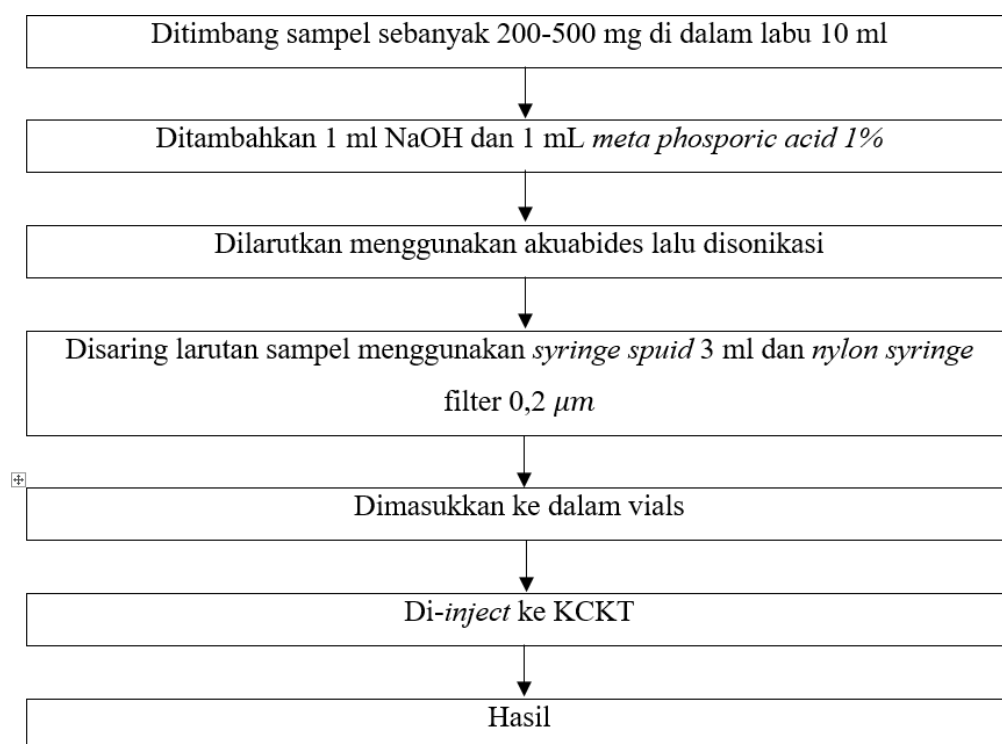 Ditimbang sampel sebanyak 200-500 mg di dalam labu 10 ml
Ditambahkan 1 ml NaOH dan 1 mL meta phosporic acid 1%
Dilarutkan menggunakan akuabides lalu disonikasi
Disaring larutan sampel menggunakan syringe spuid 3 ml dan nylon syringe
filter 0,2 μm
Dimasukkan ke dalam vials
Di-inject ke KCKT
Hasil